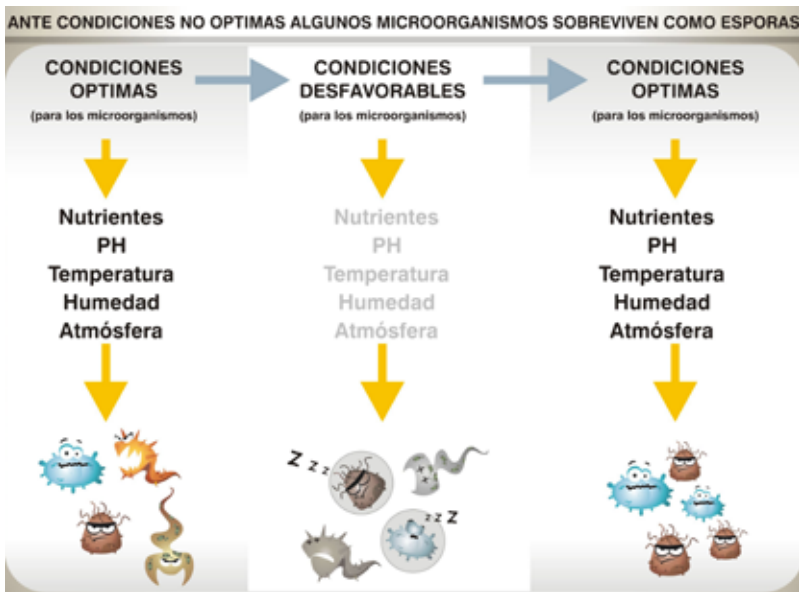 ANTE CONDICIONES NO OPTIMAS ALGUNOS MICROORGANISMOS SOBREVIVEN COMO ESPORAS
CONDICIONES
OPTIMAS
(para los microorganismos)
Nutrientes
PH
Temperatura
Humedad
Atmósfera
CONDICIONES
DESFAVORABLES
(para los microorganismos)
Nutrientes
PH
Temperatura
Humedad
Atmósfera
Z z z z
z z Z
CONDICIONES
OPTIMAS
(para los microorganismos)
Nutrientes
PH
Temperatura
Humedad
Atmósfera